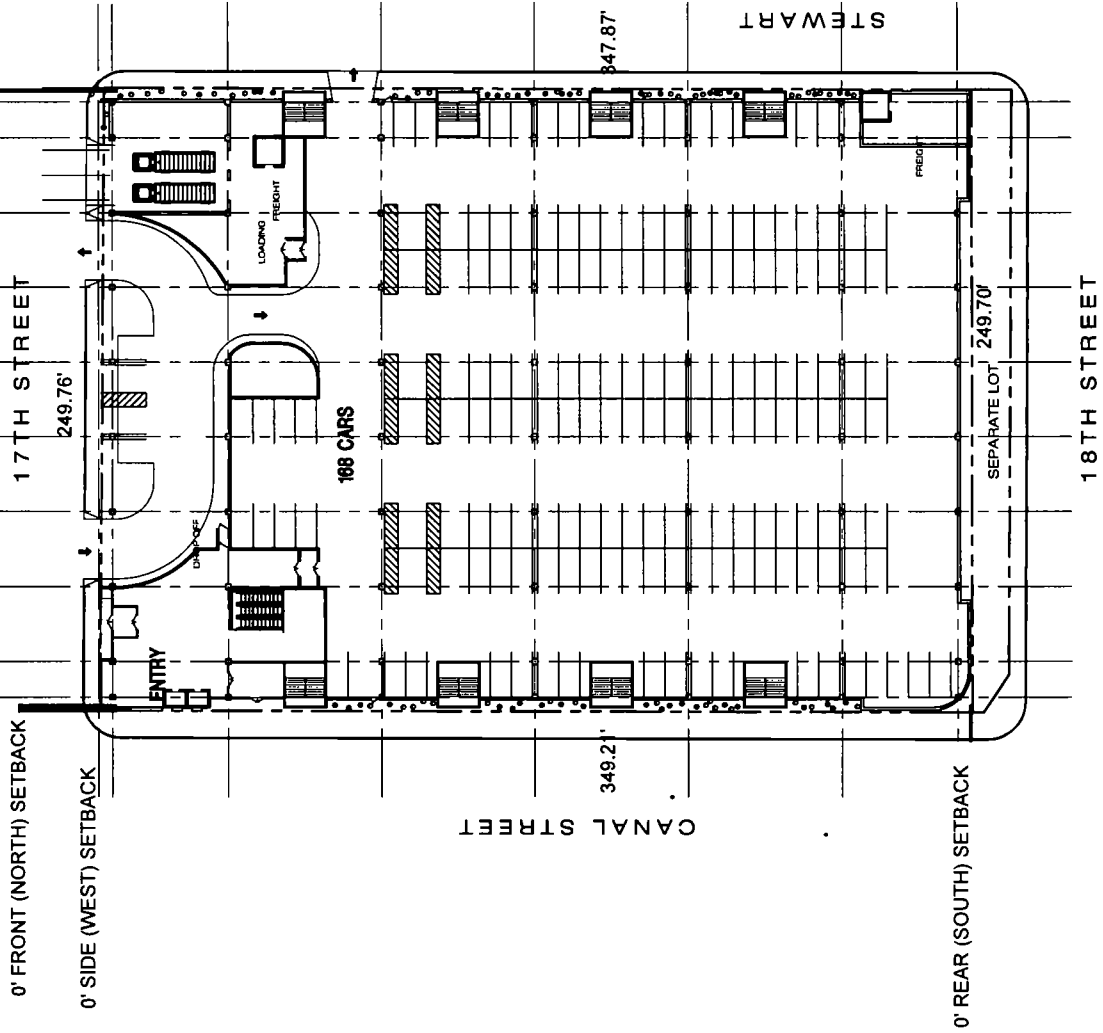 STEWART
347.87'
17TH STREET
249.76'
LOADING
FREIGHT
FREIGHT
168 CARS
DROP OFF
ENTRY
249.70'
SEPARATE LOT
18TH STREET
0' FRONT (NORTH) SETBACK
0' SIDE (WEST) SETBACK
349.21'
CANAL STREET
0' REAR (SOUTH) SETBACK